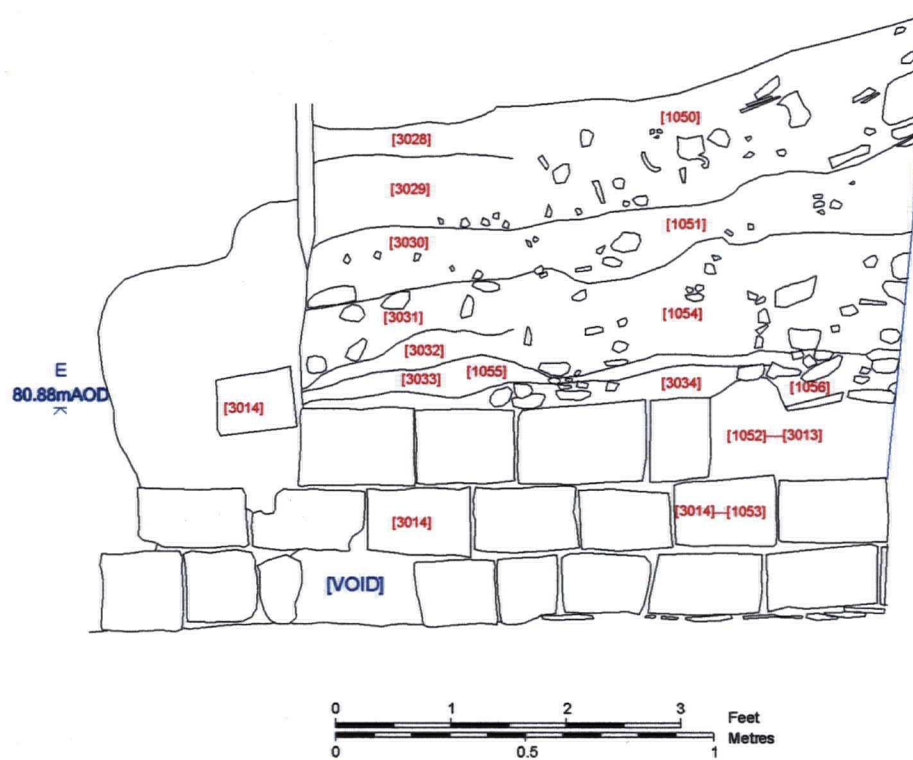 [1050]
[3028]
[3029]
[1051]
[3030]
[3031]
[1054]
[3032]
[3033]
[1055]
[3034]
[1056]
E
80.88mAOD
K
[3014]
[1052]—[3013]
[3014]
[3014]—[1053]
[VOID]
0 1 2 3
Feet
Metres
0 0.5 1